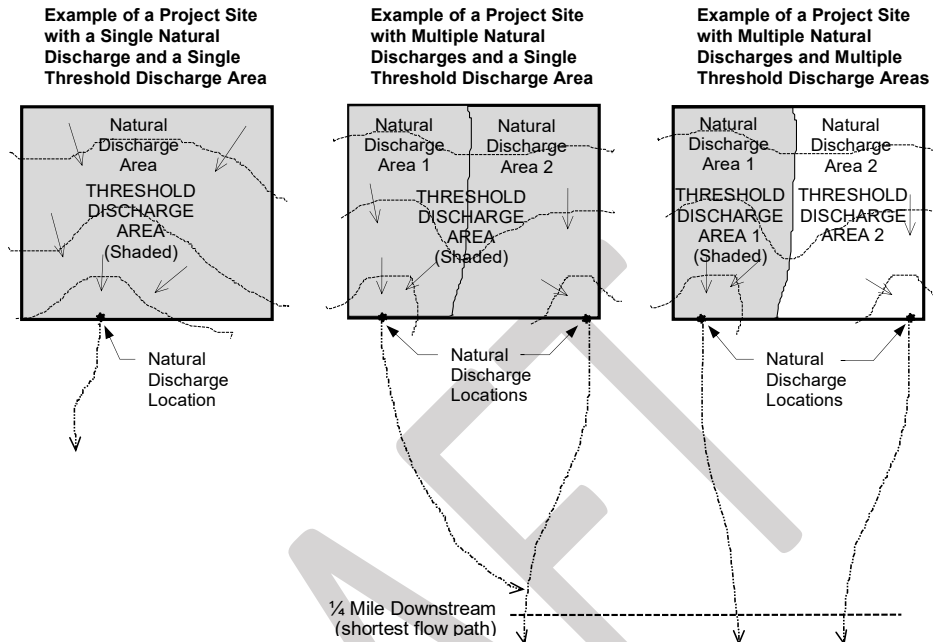 Example of a Project Site
with a Single Natural
Discharge and a Single
Threshold Discharge Area
Natural
Discharge
Area
THRESHOLD
DISCHARGE
AREA
(Shaded)
Natural
Discharge
Location
Example of a Project Site
with Multiple Natural
Discharges and a Single
Threshold Discharge Area
Natural
Discharge
Area 1
Natural
Discharge
Area 2
THRESHOLD
DISCHARGE
AREA
(Shaded)
Natural
Discharge
Locations
Example of a Project Site
with Multiple Natural
Discharges and Multiple
Threshold Discharge Areas
Natural
Discharge
Area 1
THRESHOLD
DISCHARGE
AREA 1
(Shaded)
Natural
Discharge
Area 2
THRESHOLD
DISCHARGE
AREA 2
Natural
Discharge
Locations
¼ Mile Downstream
(shortest flow path)